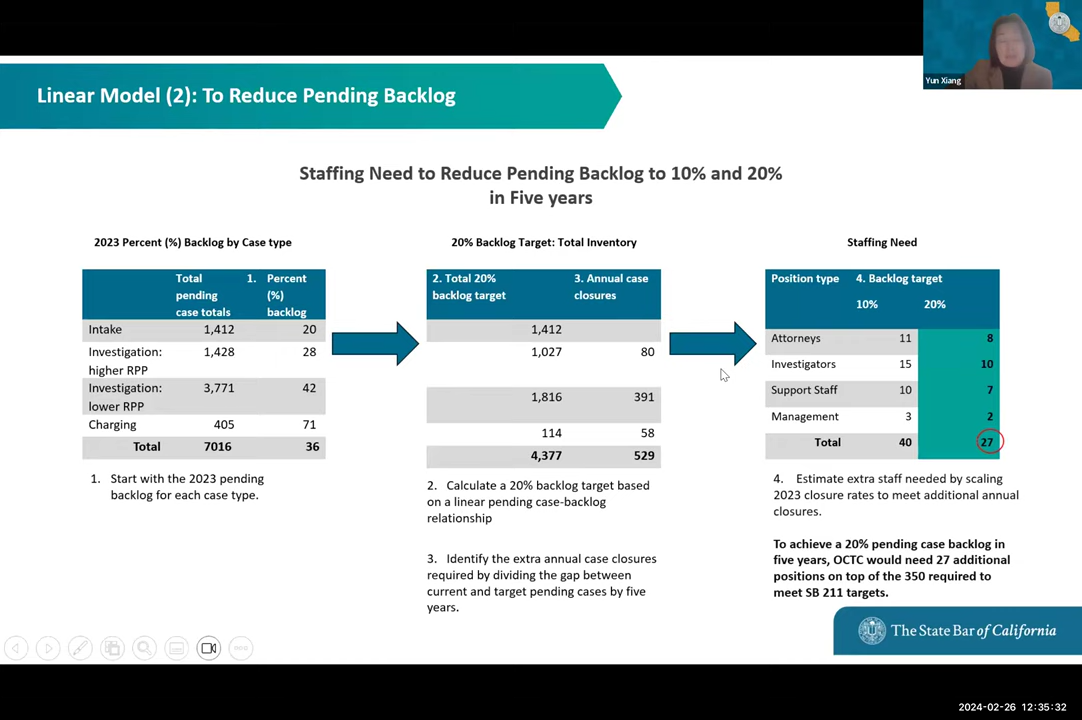 Yun Xiang
Linear Model (2): To Reduce Pending Backlog
Staffing Need to Reduce Pending Backlog to 10% and 20%
in Five years
2023 Percent (%) Backlog by Case type
Total pending case totals 1. Percent (%) backlog
Intake 1,412 20
Investigation: higher RPP 1,428 28
Investigation: lower RPP 3,771 42
Charging 405 71
Total 7016 36
1. Start with the 2023 pending
backlog for each case type.
20% Backlog Target: Total Inventory
2. Total 20% backlog target 3. Annual case closures
1,412
1,027 80
1,816 391
114 58
4,377 529
2. Calculate a 20% backlog target based
on a linear pending case-backlog
relationship
3. Identify the extra annual case closures
required by dividing the gap between
current and target pending cases by five
years.
Staffing Need
Position type 4. Backlog target
10% 20%
Attorneys 11 8
Investigators 15 10
Support Staff 10 7
Management 3 2
Total 40 27
4. Estimate extra staff needed by scaling
2023 closure rates to meet additional annual
closures.
To achieve a 20% pending case backlog in
five years, OCTC would need 27 additional
positions on top of the 350 required to
meet SB 211 targets.
The State Bar of California
2024-02-26 12:35:32